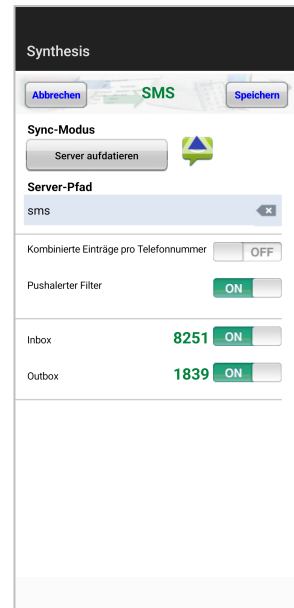 Synthesis
Abbrechen SMS Speichern
Sync-Modus
Server aufdatieren
Server-Pfad
sms
Kombinierte Einträge pro Telefonnummer OFF
Pushalerter Filter ON
Inbox 8251 ON
Outbox 1839 ON